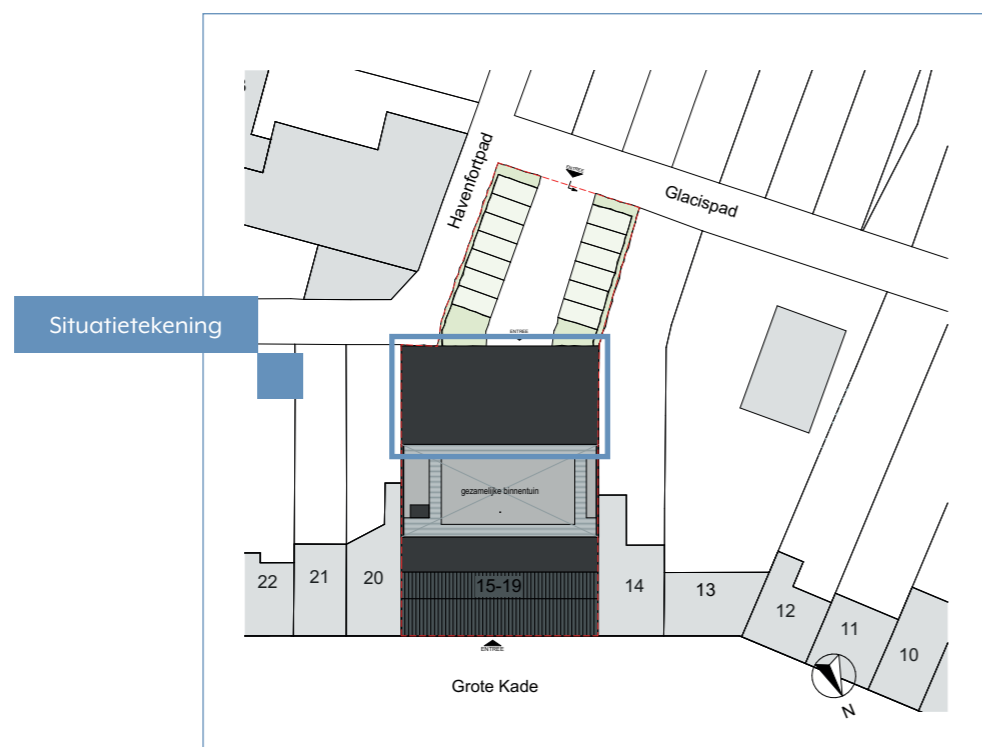 Havenfortpad
ENTREE
Glacispad
Situatietekening
ENTREE
gezamelijke binnentuin
22
21
20
15-19
14
13
12
11
10
ENTREE
Grote Kade
N